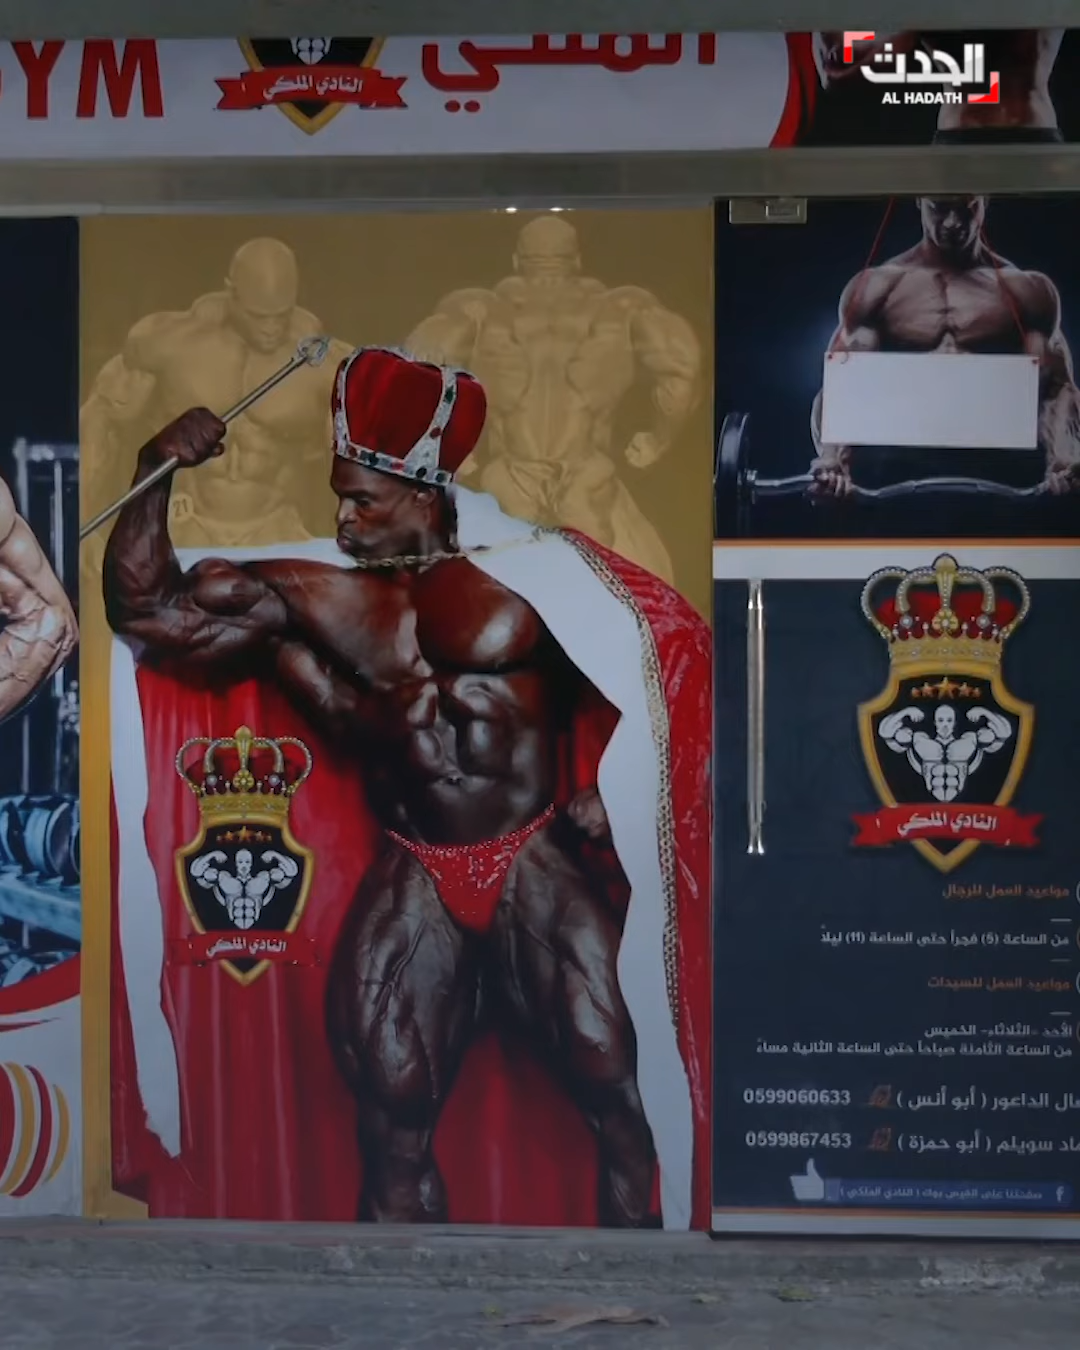 الحدث
AL HADATH
GYM
النادي الملكي
الملكي
21
النادي الملكي
النادي الملكي
مواعيد العمل للرجال
من الساعة (5) فجراً حتى الساعة (11) ليلاً
مواعيد العمل للسيدات
الأحد -الثلاثاء- الخميس
من الساعة الثامنة صباحاً حتى الساعة الثانية مساءً
الداعور ( أبو أنس ) 0599060633
سويلم ( أبو حمزة ) 0599867453
صفحتنا على الفيس بوك ( النادي الملكي )